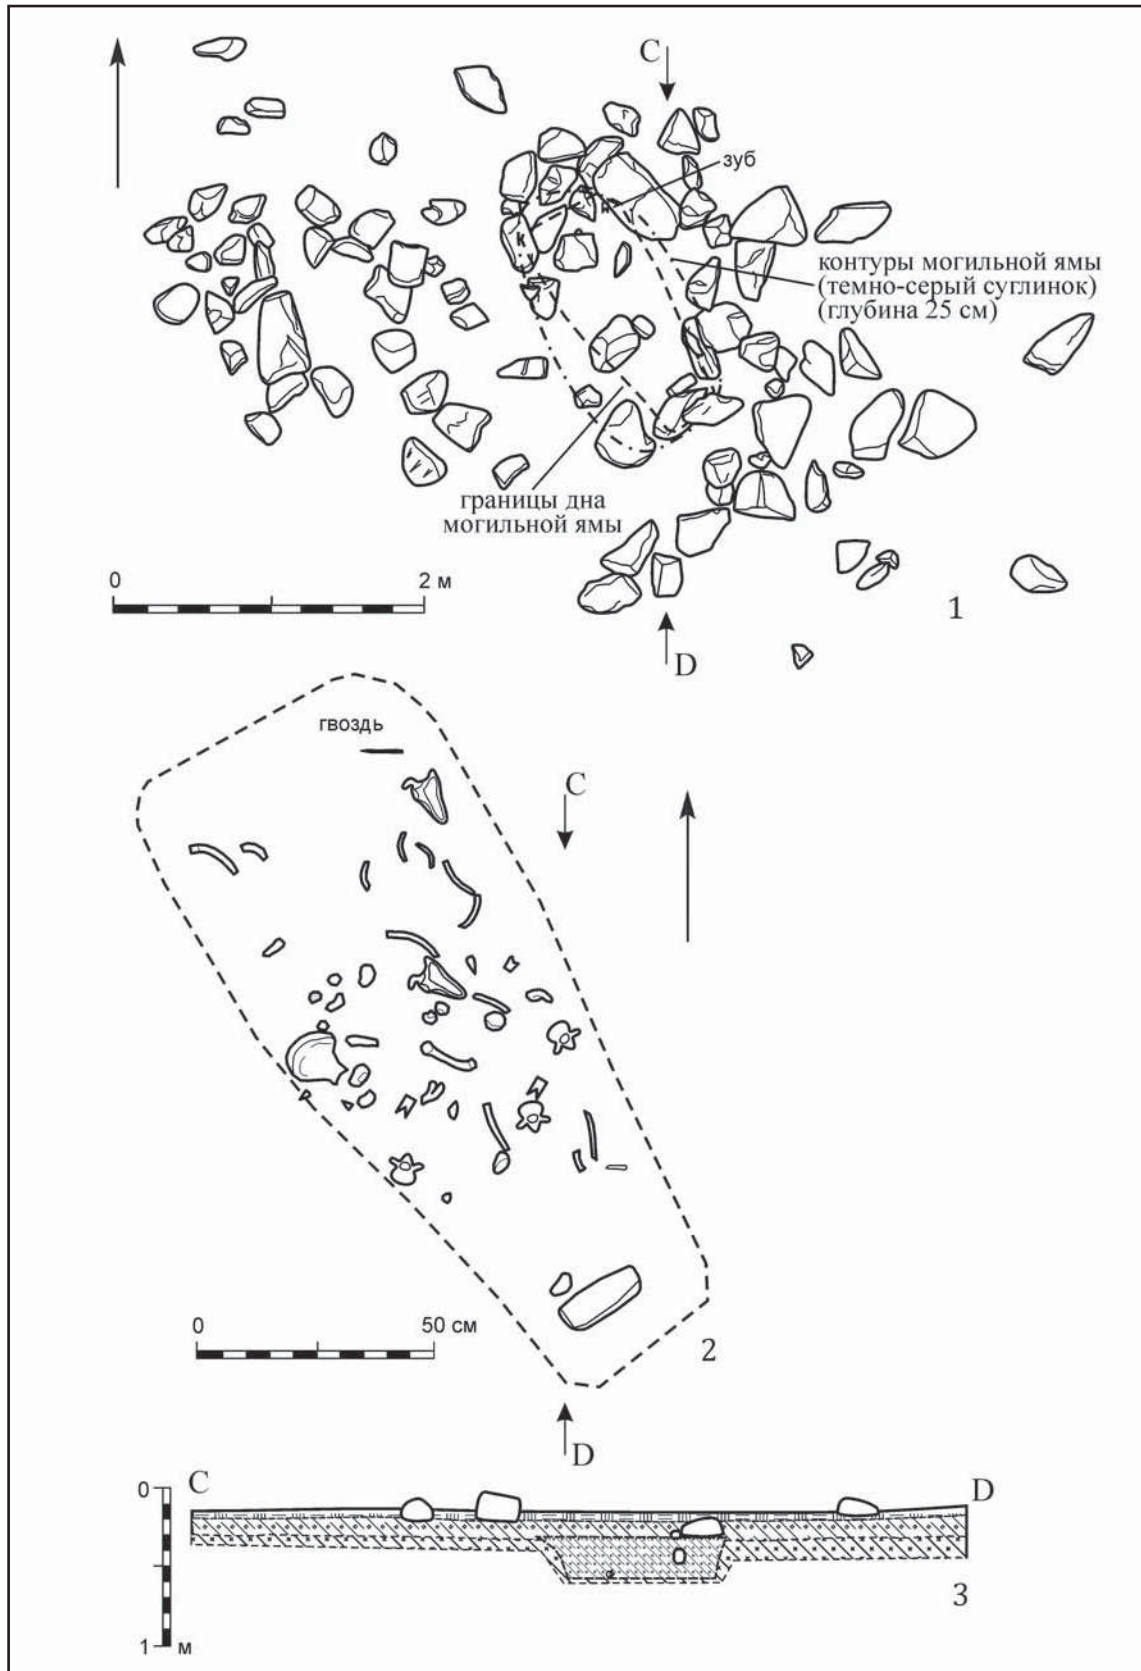 C
зуб
k
контуры могильной ямы
(темно-серый суглинок)
(глубина 25 см)
границы дна
могильной ямы
0 2 м
1
D
гвоздь
C
0 50 см
2
D
C
D
0
3
1 м